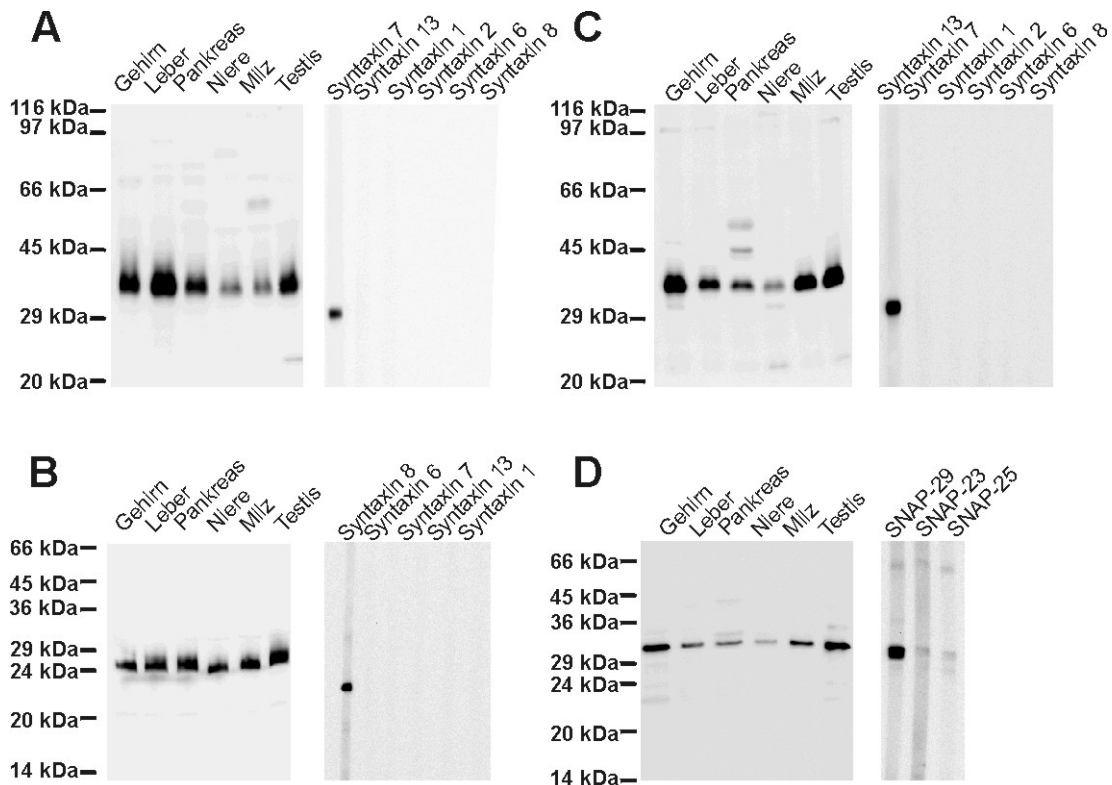 A
Gehirn
Leber
Pankreas
Niere
Milz
Testis
Syntaxin 7
Syntaxin 13
Syntaxin 1
Syntaxin 2
Syntaxin 6
Syntaxin 8
116 kDa
97 kDa
66 kDa
45 kDa
29 kDa
20 kDa
C
Gehirn
Leber
Pankreas
Niere
Milz
Testis
Syntaxin 13
Syntaxin 7
Syntaxin 1
Syntaxin 2
Syntaxin 6
Syntaxin 8
116 kDa
97 kDa
66 kDa
45 kDa
29 kDa
20 kDa
B
Gehirn
Leber
Pankreas
Niere
Milz
Testis
Syntaxin 8
Syntaxin 6
Syntaxin 7
Syntaxin 13
Syntaxin 1
66 kDa
45 kDa
36 kDa
29 kDa
24 kDa
20 kDa
14 kDa
D
Gehirn
Leber
Pankreas
Niere
Milz
Testis
SNAP-29
SNAP-23
SNAP-25
66 kDa
45 kDa
36 kDa
29 kDa
24 kDa
20 kDa
14 kDa